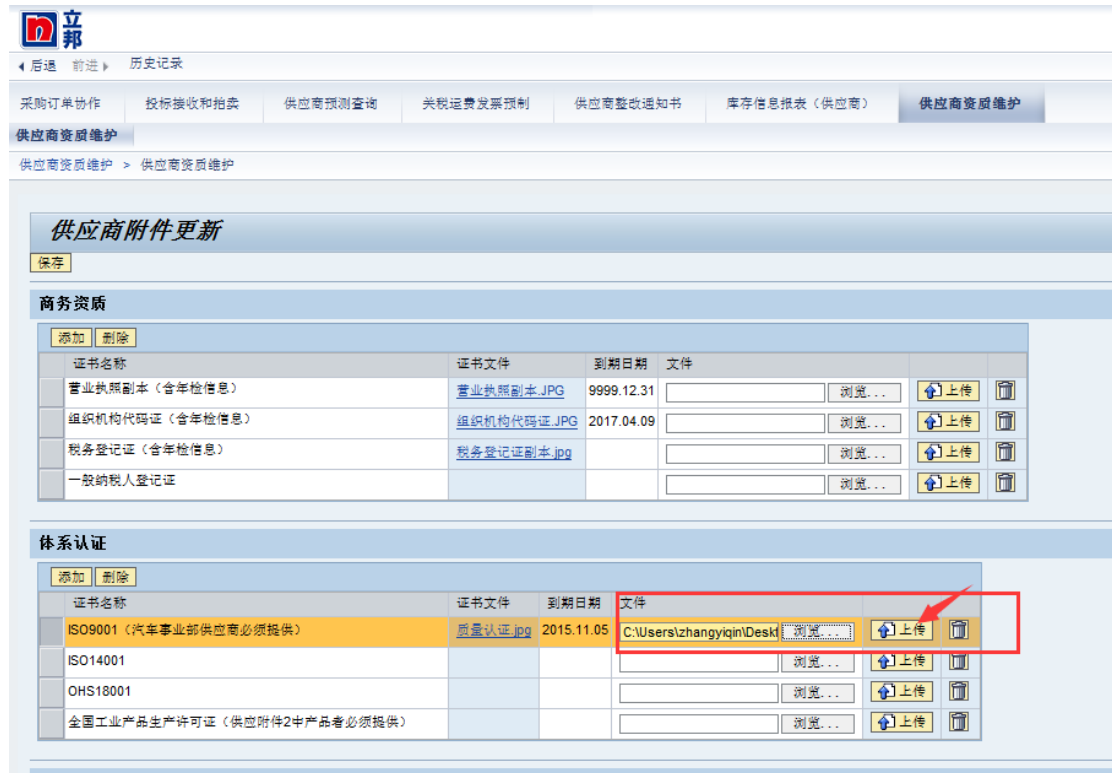 n 立邦
后退 前进 历史记录
采购订单协作 投标接收和拍卖 供应商预测查询 关税运费发票预制 供应商整改通知书 库存信息报表（供应商） 供应商资质维护
供应商资质维护
供应商资质维护 > 供应商资质维护
供应商附件更新
保存
商务资质
添加 删除
证书名称 证书文件 到期日期 文件
营业执照副本（含年检信息） 营业执照副本.JPG 9999.12.31 浏览... 上传
组织机构代码证（含年检信息） 组织机构代码证.JPG 2017.04.09 浏览... 上传
税务登记证（含年检信息） 税务登记证副本.jpg 浏览... 上传
一般纳税人登记证 浏览... 上传
体系认证
添加 删除
证书名称 证书文件 到期日期 文件
ISO9001（汽车事业部供应商必须提供） 质量认证.jpg 2015.11.05 C:\Users\zhangyiqin\Deskt 浏览... 上传
ISO14001 浏览... 上传
OHS18001 浏览... 上传
全国工业产品生产许可证（供应附件2中产品者必须提供） 浏览... 上传